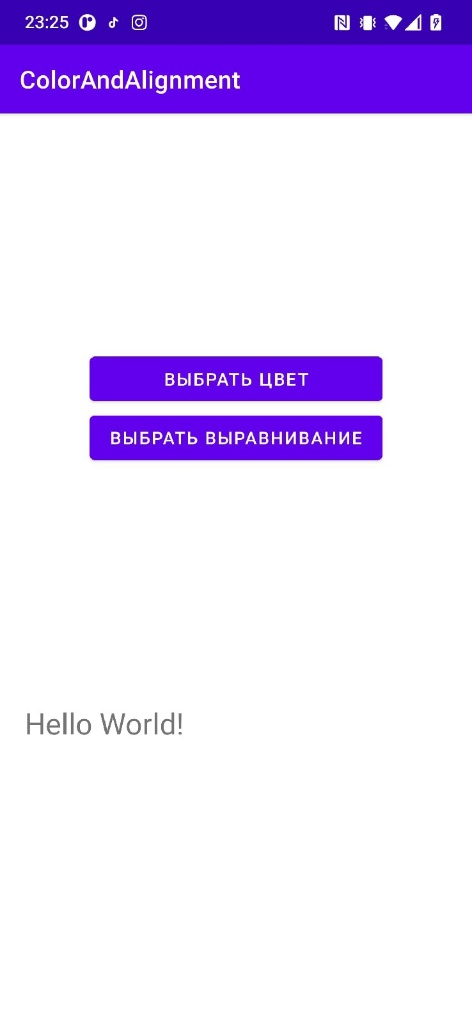 23:25
ColorAndAlignment
ВЫБРАТЬ ЦВЕТ
ВЫБРАТЬ ВЫРАВНИВАНИЕ
Hello World!